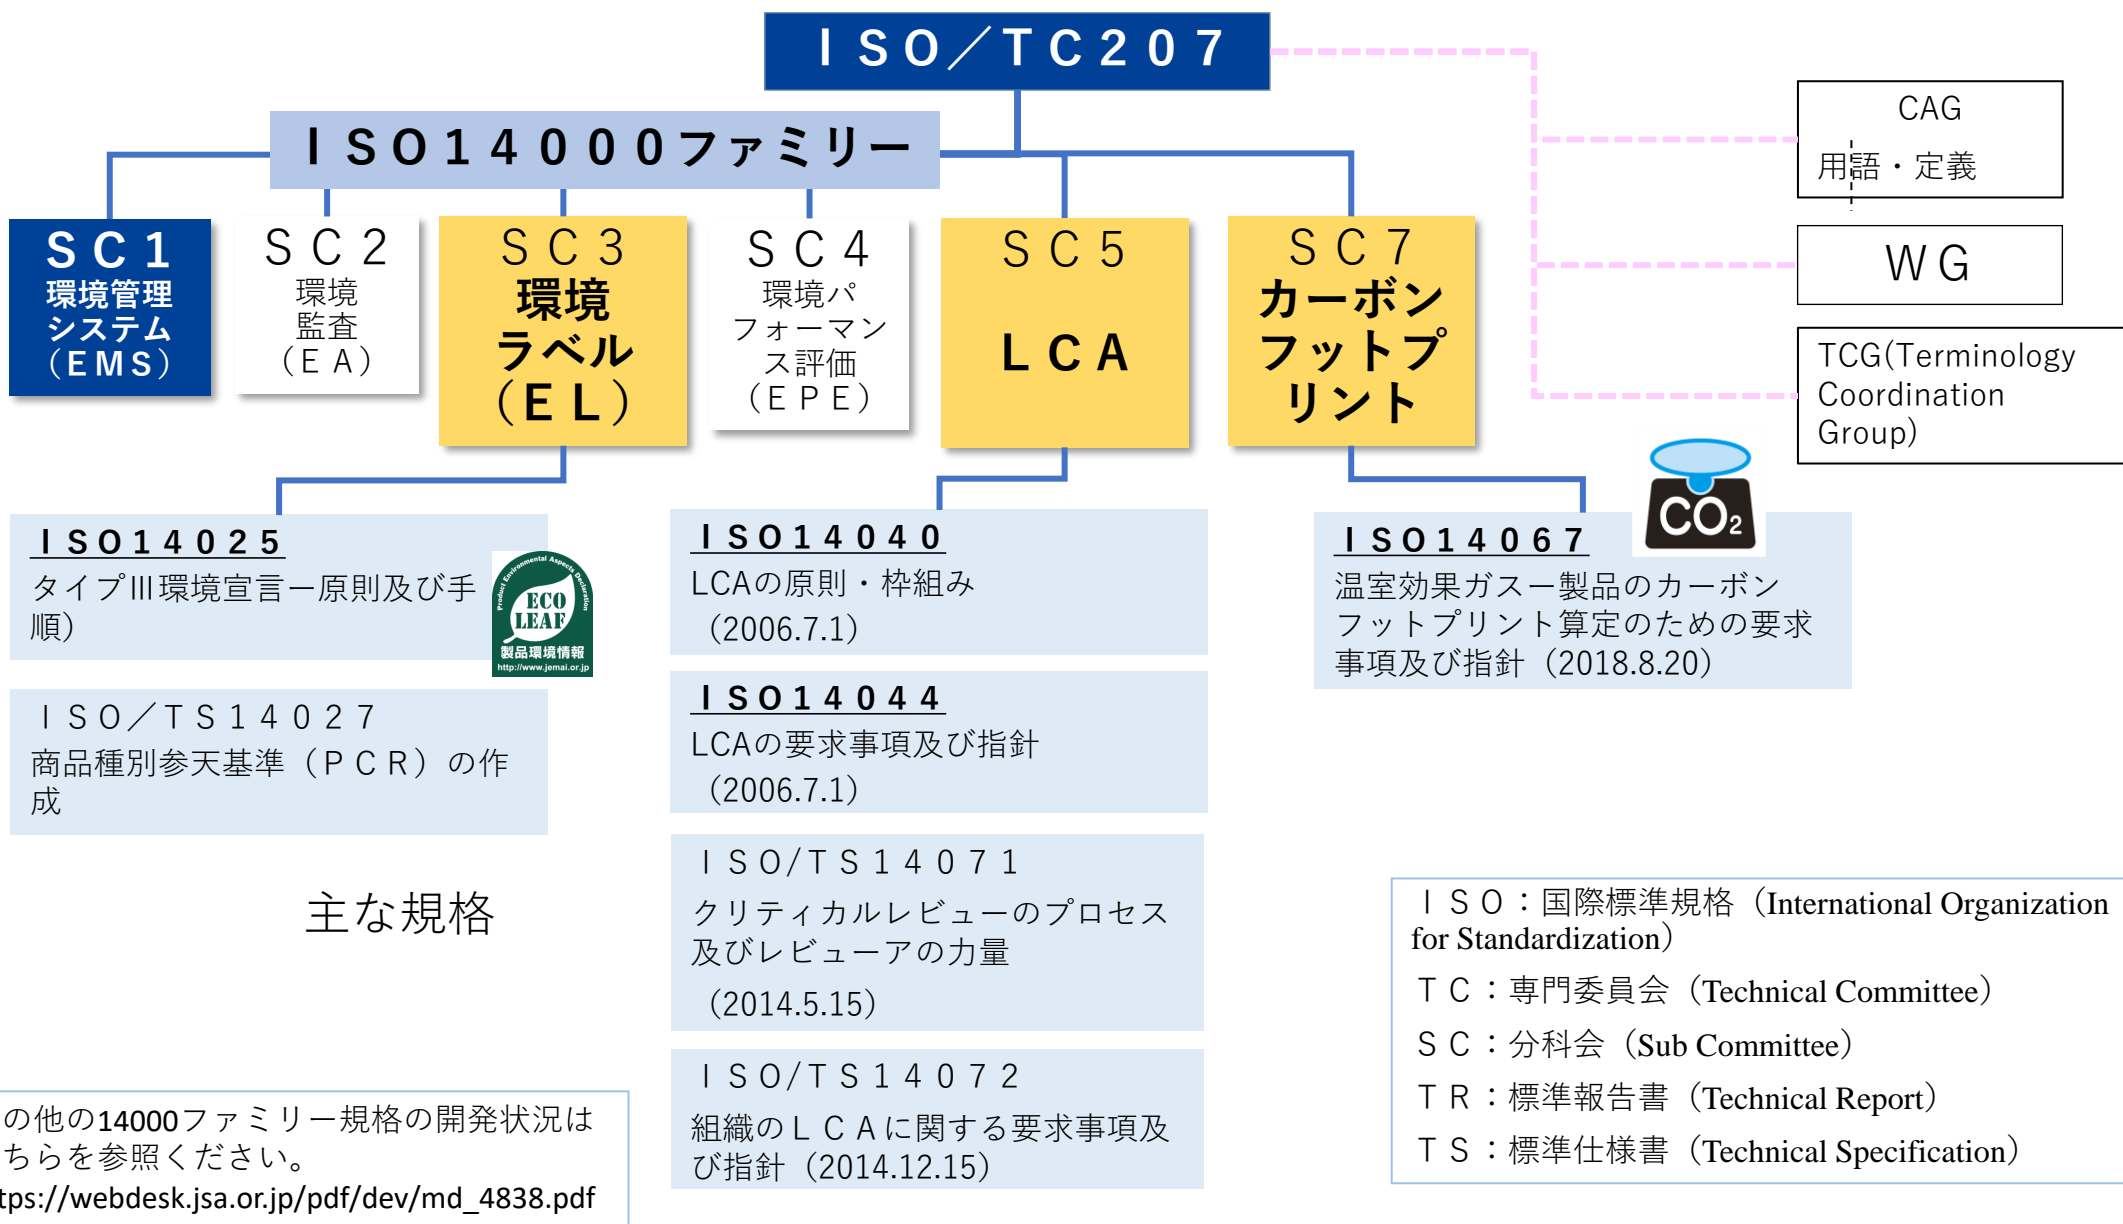 ＩＳＯ／ＴＣ２０７
ＩＳＯ１４０００ファミリー
ＳＣ１
環境管理
システム
（ＥＭＳ）
ＳＣ２
環境
監査
（ＥＡ）
ＳＣ３
環境
ラベル
（ＥＬ）
ＳＣ４
環境パ
フォーマン
ス評価
（ＥＰＥ）
ＳＣ５
ＬＣＡ
ＳＣ７
カーボン
フットプ
リント
CAG
用語・定義
ＷＧ
TCG(Terminology
Coordination
Group)
ＩＳＯ１４０２５
タイプⅢ環境宣言ー原則及び手
順）
Product Environmental Aspects Declaration
ECO
LEAF
製品環境情報
http://www.jemai.or.jp
ＩＳＯ／ＴＳ１４０２７
商品種別参天基準（ＰＣＲ）の作
成
主な規格
ＩＳＯ１４０４０
LCAの原則・枠組み
（2006.7.1）
ＩＳＯ１４０４４
LCAの要求事項及び指針
（2006.7.1）
ＩＳＯ/ＴＳ１４０７１
クリティカルレビューのプロセス
及びレビューアの力量
（2014.5.15）
ＩＳＯ/ＴＳ１４０７２
組織のＬＣＡに関する要求事項及
び指針（2014.12.15）
CO₂
ＩＳＯ１４０６７
温室効果ガスー製品のカーボン
フットプリント算定のための要求
事項及び指針（2018.8.20）
ＩＳＯ：国際標準規格（International Organization
for Standardization）
ＴＣ：専門委員会（Technical Committee）
ＳＣ：分科会（Sub Committee）
ＴＲ：標準報告書（Technical Report）
ＴＳ：標準仕様書（Technical Specification）
の他の14000ファミリー規格の開発状況は
ちらを参照ください。
tps://webdesk.jsa.or.jp/pdf/dev/md_4838.pdf